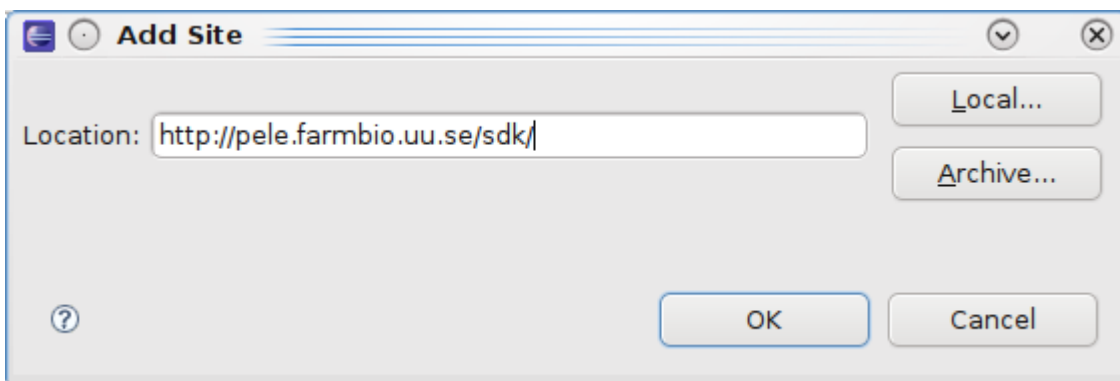 Add Site
Local...
Location: http://pele.farmbio.uu.se/sdk/
Archive...
?
OK Cancel